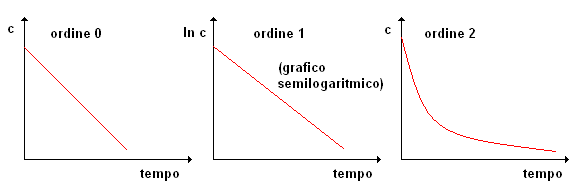 c
ordine 0
tempo
ln c
ordine 1
(grafico
semilogaritmico)
tempo
c
ordine 2
tempo